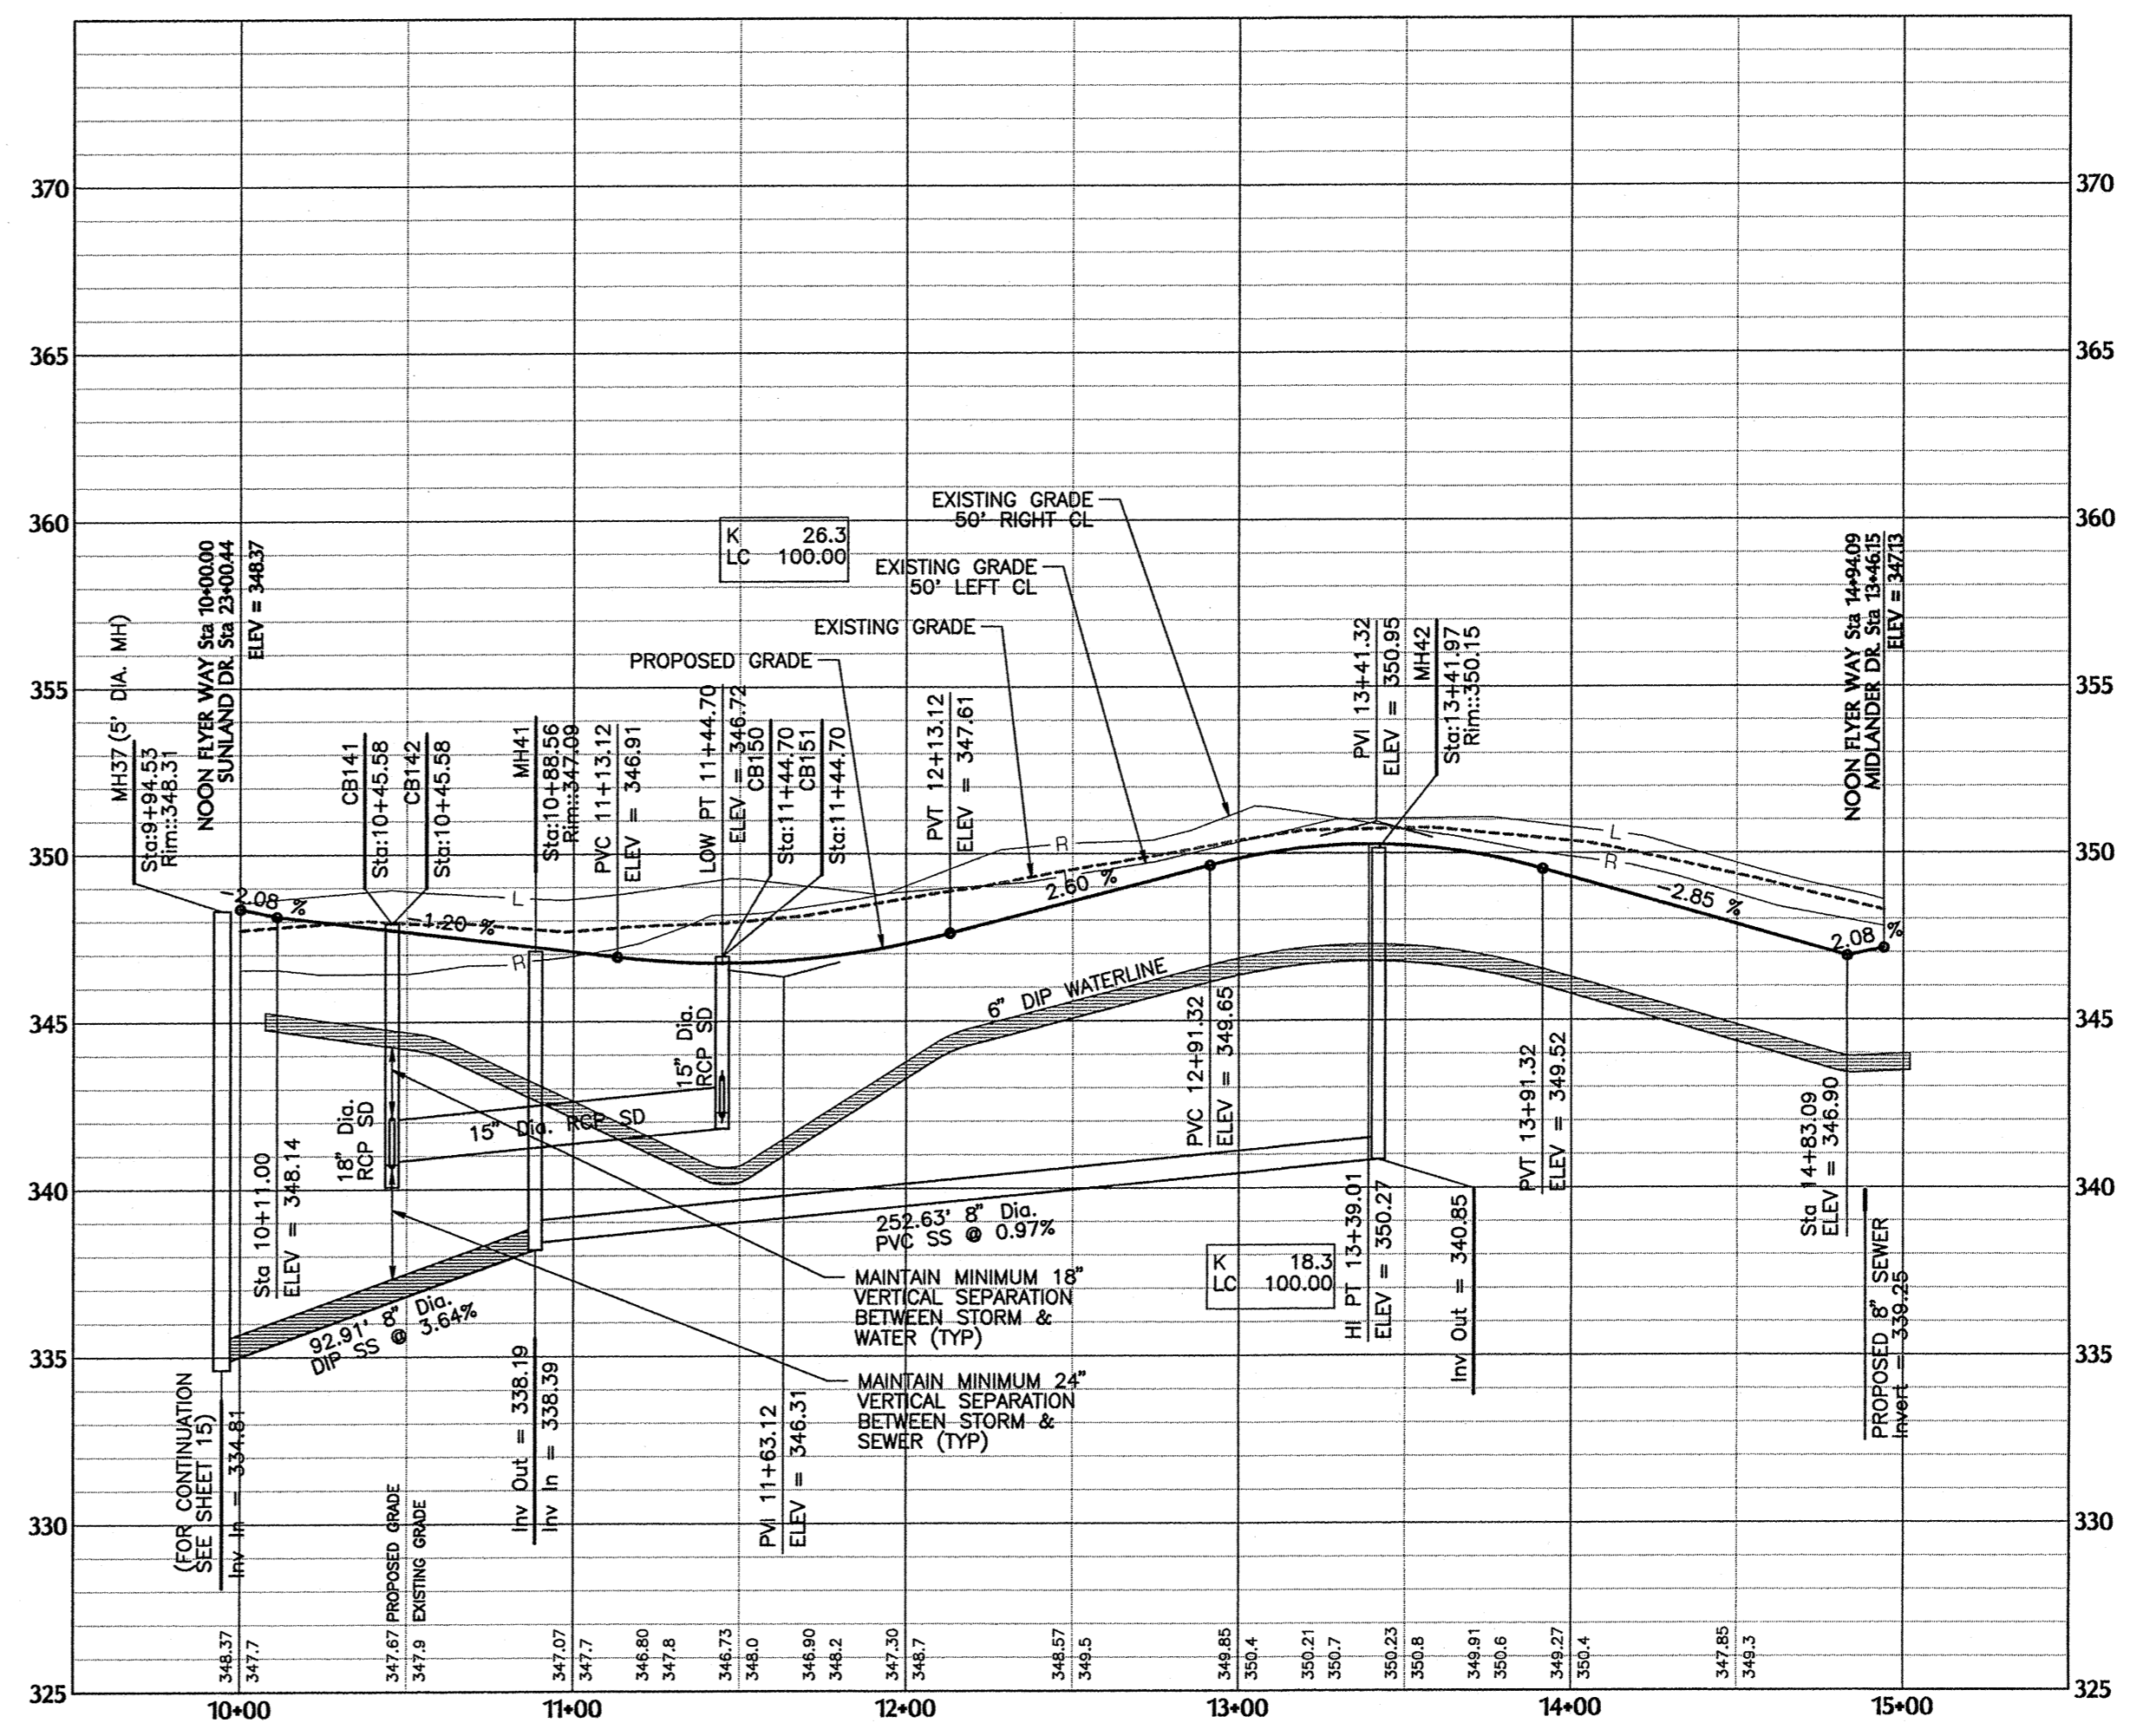 370
365
360
355
350
345
340
335
330
325
370
365
360
355
350
345
340
335
330
325
MH37 (5' DIA. MH)
Sta:9+94.53
Rim::348.31
NOON FLYER WAY Sta 10+00.00
SUNLAND DR. Sta 23+00.44
ELEV = 348.37
CB141
Sta:10+45.58
CB142
Sta:10+45.58
MH41
Sta:10+88.56
Rim::347.09
PVC 11+13.12
ELEV = 346.91
LOW PT 11+44.70
ELEV = 346.72
CB150
Sta:11+44.70
CB151
Sta:11+44.70
K 26.3
LC 100.00
PROPOSED GRADE
EXISTING GRADE
EXISTING GRADE
50' LEFT CL
EXISTING GRADE
50' RIGHT CL
PVT 12+13.12
ELEV = 347.61
PVI 13+41.32
ELEV = 350.95
MH42
Sta:13+41.97
Rim::350.15
NOON FLYER WAY Sta 14+94.09
MIDLANDER DR. Sta 13+46.15
ELEV = 347.13
-2.08 %
-1.20 %
2.60 %
-2.85 %
2.08 %
L
R
R
L
R
6" DIP WATERLINE
15" Dia.
RCP SD
15" Dia. RCP SD
18" Dia.
RCP SD
Sta 10+11.00
ELEV = 348.14
PVC 12+91.32
ELEV = 349.65
PVT 13+91.32
ELEV = 349.52
Sta 14+83.09
ELEV = 346.90
252.63' 8" Dia.
PVC SS @ 0.97%
92.91' 8" Dia.
DIP SS @ 3.64%
MAINTAIN MINIMUM 18"
VERTICAL SEPARATION
BETWEEN STORM &
WATER (TYP)
MAINTAIN MINIMUM 24"
VERTICAL SEPARATION
BETWEEN STORM &
SEWER (TYP)
K 18.3
LC 100.00
HI PT 13+39.01
ELEV = 350.27
Inv Out = 340.85
PROPOSED 8" SEWER
Invert = 339.25
(FOR CONTINUATION
SEE SHEET 15)
Inv In = 334.81
Inv Out = 338.19
Inv In = 338.39
PVI 11+63.12
ELEV = 346.31
348.37
347.7
347.67 PROPOSED GRADE
347.9 EXISTING GRADE
347.07
347.7
346.80
347.8
346.73
348.0
346.90
348.2
347.30
348.7
348.57
349.5
349.85
350.4
350.21
350.7
350.23
350.8
349.91
350.6
349.27
350.4
347.85
349.3
10+00
11+00
12+00
13+00
14+00
15+00